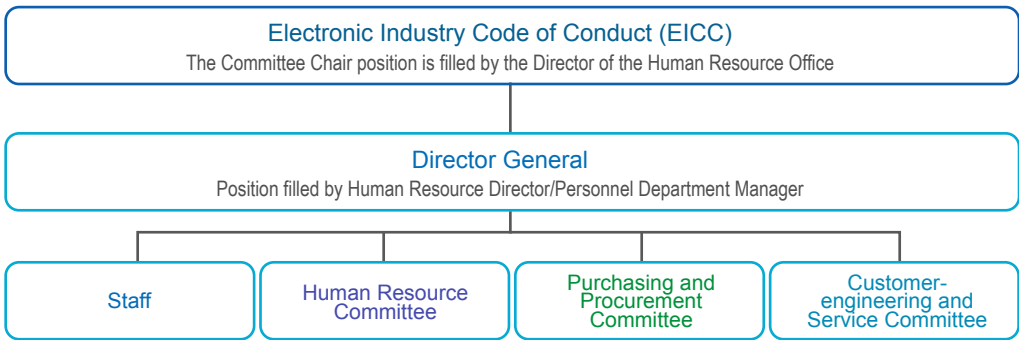 Electronic Industry Code of Conduct (EICC)
The Committee Chair position is filled by the Director of the Human Resource Office
Director General
Position filled by Human Resource Director/Personnel Department Manager
Staff
Human Resource
Committee
Purchasing and
Procurement
Committee
Customer-
engineering and
Service Committee